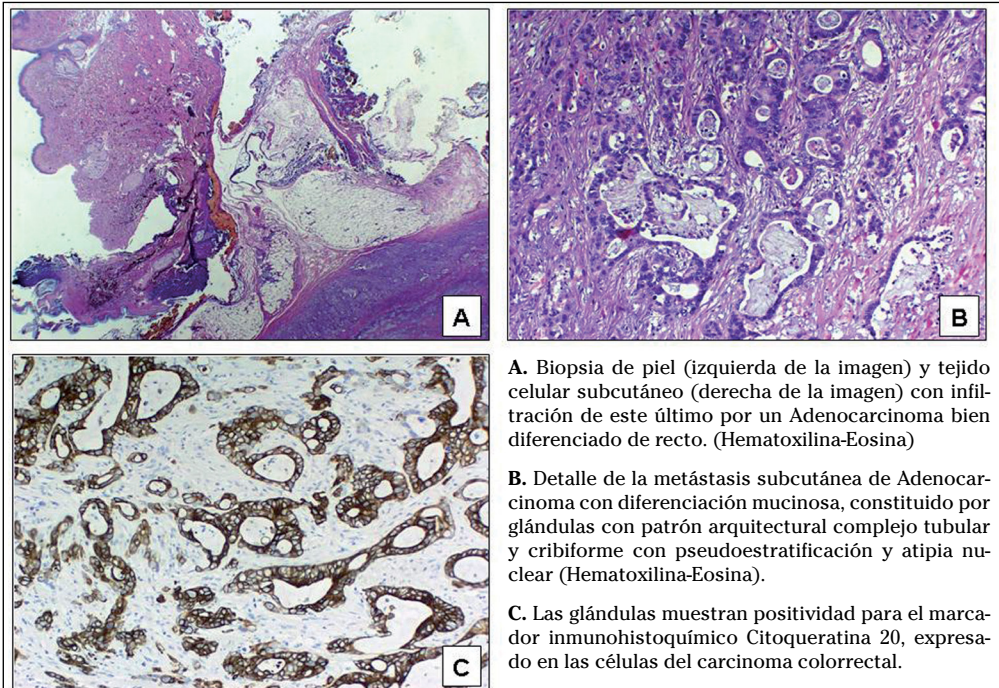 A
B
A. Biopsia de piel (izquierda de la imagen) y tejido
celular subcutáneo (derecha de la imagen) con infil-
tración de este último por un Adenocarcinoma bien
diferenciado de recto. (Hematoxilina-Eosina)
B. Detalle de la metástasis subcutánea de Adenocar-
cinoma con diferenciación mucinosa, constituido por
glándulas con patrón arquitectural complejo tubular
y cribiforme con pseudoestratificación y atipia nu-
clear (Hematoxilina-Eosina).
C. Las glándulas muestran positividad para el marca-
dor inmunohistoquímico Citoqueratina 20, expresa-
do en las células del carcinoma colorrectal.
C